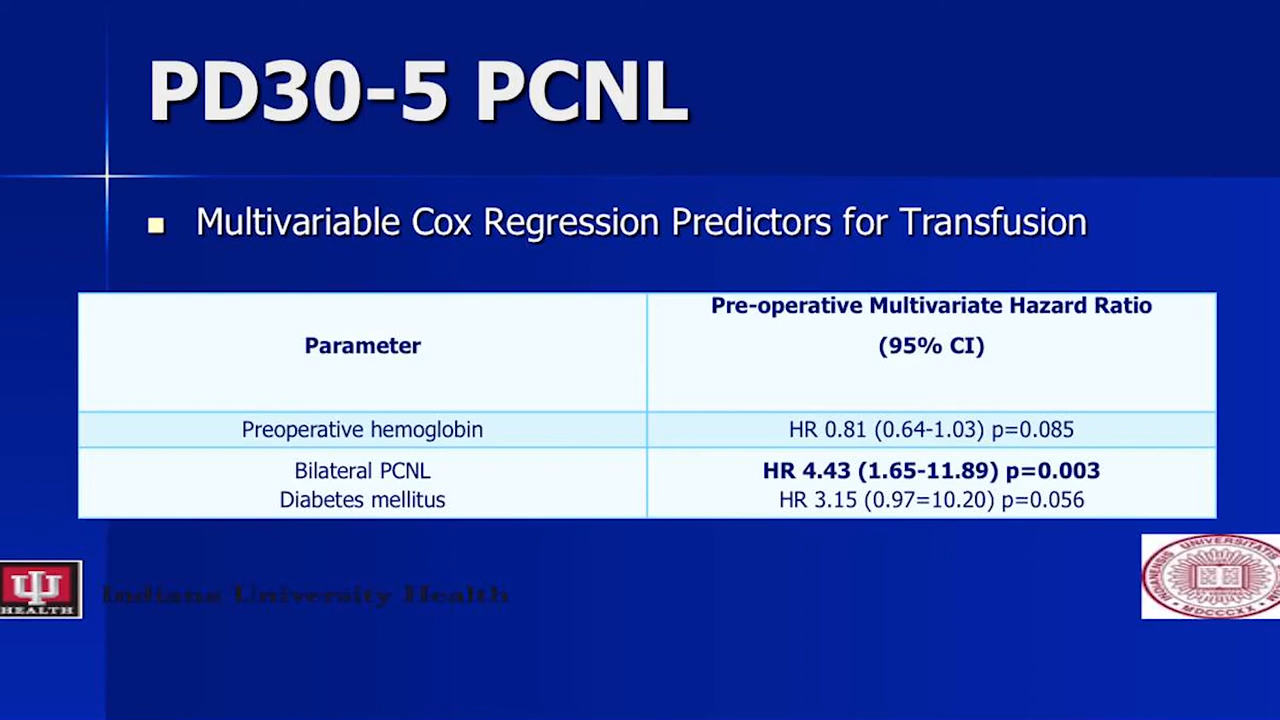 PD30-5 PCNL
Multivariable Cox Regression Predictors for Transfusion
Parameter
Pre-operative Multivariate Hazard Ratio
(95% CI)
Preoperative hemoglobin
HR 0.81 (0.64-1.03) p=0.085
Bilateral PCNL
HR 4.43 (1.65-11.89) p=0.003
Diabetes mellitus
HR 3.15 (0.97=10.20) p=0.056
HEALTH
Indiana University Health
MDCCCXX